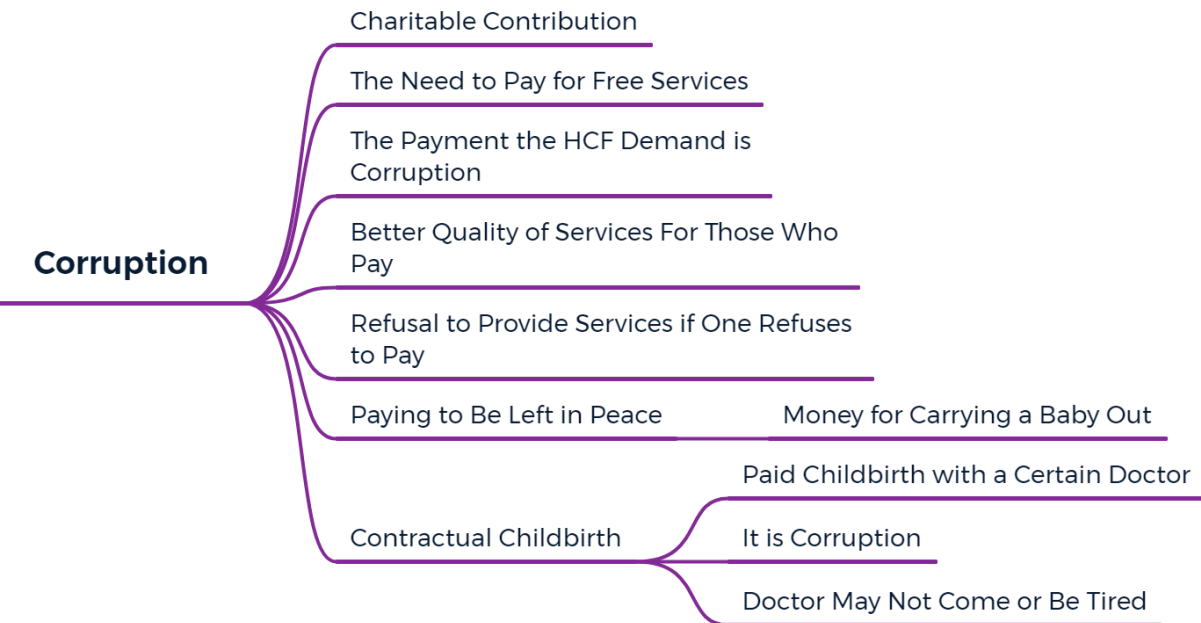 Corruption
Charitable Contribution
The Need to Pay for Free Services
The Payment the HCF Demand is
Corruption
Better Quality of Services For Those Who
Pay
Refusal to Provide Services if One Refuses
to Pay
Paying to Be Left in Peace
Money for Carrying a Baby Out
Contractual Childbirth
Paid Childbirth with a Certain Doctor
It is Corruption
Doctor May Not Come or Be Tired